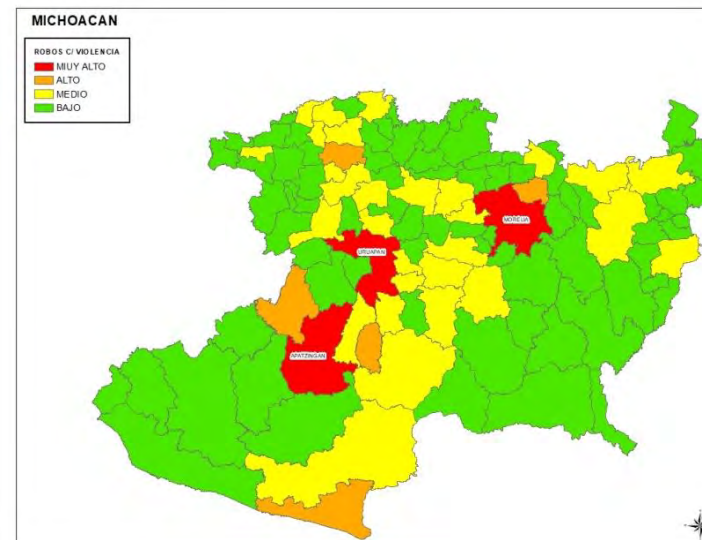 MICHOACAN
ROBOS C/ VIOLENCIA
MIUY ALTO
ALTO
MEDIO
BAJO
MORELIA
URUAPAN
APATZINGAN